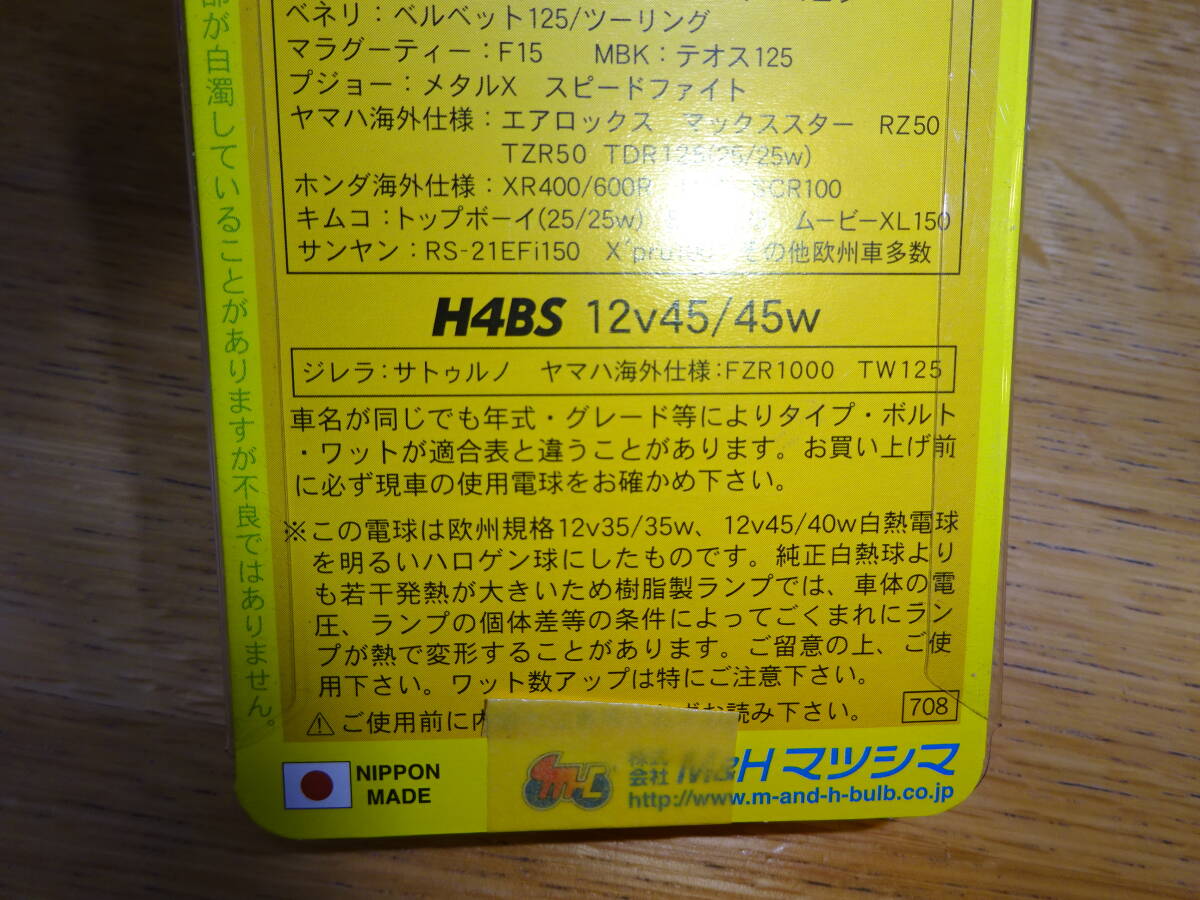 ベネリ：ベルベット125/ツーリング
マラグーティー：F15　MBK：テオス125
プジョー：メタルX　スピードファイト
ヤマハ海外仕様：エアロックス　マックススター　RZ50
TZR50　TDR125(25/25w)
ホンダ海外仕様：XR400/600R　CR100
キムコ：トップボーイ(25/25w)　ムービーXL150
サンヤン：RS-21EFi150　その他欧州車多数
H4BS 12v45/45w
ジレラ：サトゥルノ　ヤマハ海外仕様：FZR1000　TW125
車名が同じでも年式・グレード等によりタイプ・ボルト
・ワットが適合表と違うことがあります。お買い上げ前
に必ず現車の使用電球をお確かめ下さい。
※この電球は欧州規格12v35/35w、12v45/40w白熱電球
を明るいハロゲン球にしたものです。純正白熱球より
も若干発熱が大きいため樹脂製ランプでは、車体の電
圧、ランプの個体差等の条件によってごくまれにラン
プが熱で変形することがあります。ご留意の上、ご使
用下さい。ワット数アップは特にご注意下さい。
⚠ご使用前に内 お読み下さい。 708
部が白濁していることがありますが不良ではありません。
NIPPON
MADE
株式
会社 M&H マツシマ
http://www.m-and-h-bulb.co.jp